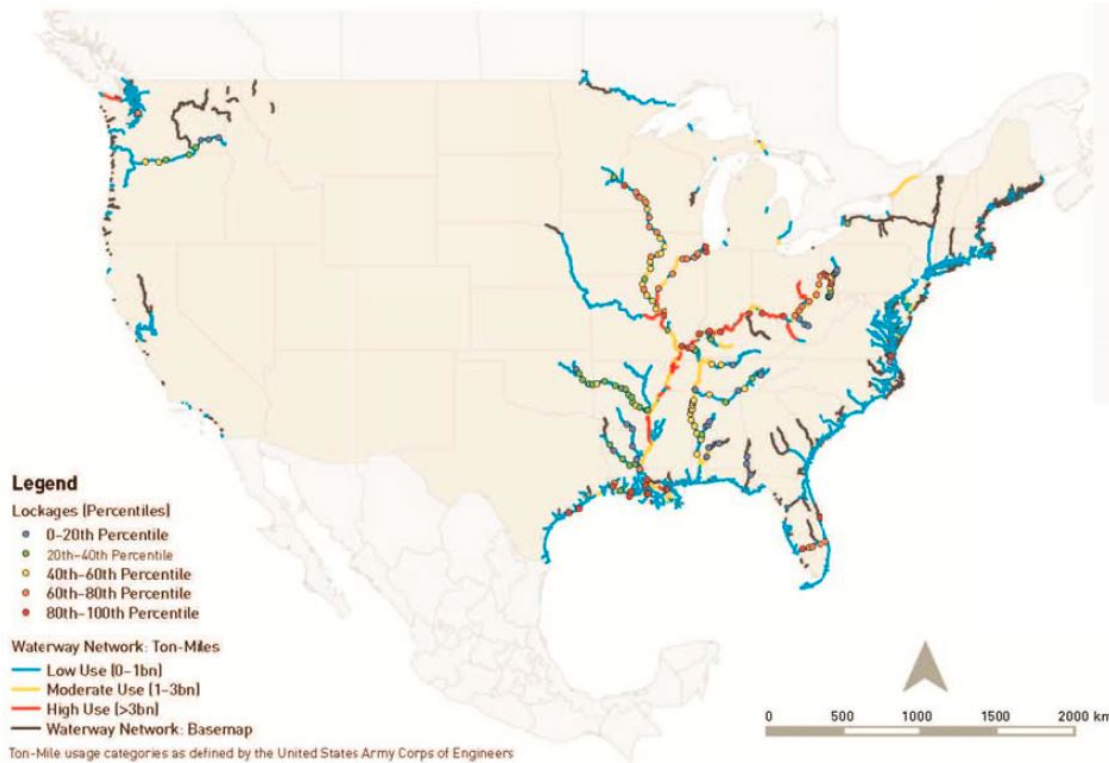 Legend
Lockages (Percentiles)
0-20th Percentile
20th-40th Percentile
40th-60th Percentile
60th-80th Percentile
80th-100th Percentile
Waterway Network: Ton-Miles
Low Use (0-1bn)
Moderate Use (1-3bn)
High Use (>3bn)
Waterway Network: Basemap
Ton-Mile usage categories as defined by the United States Army Corps of Engineers
0 500 1000 1500 2000 km